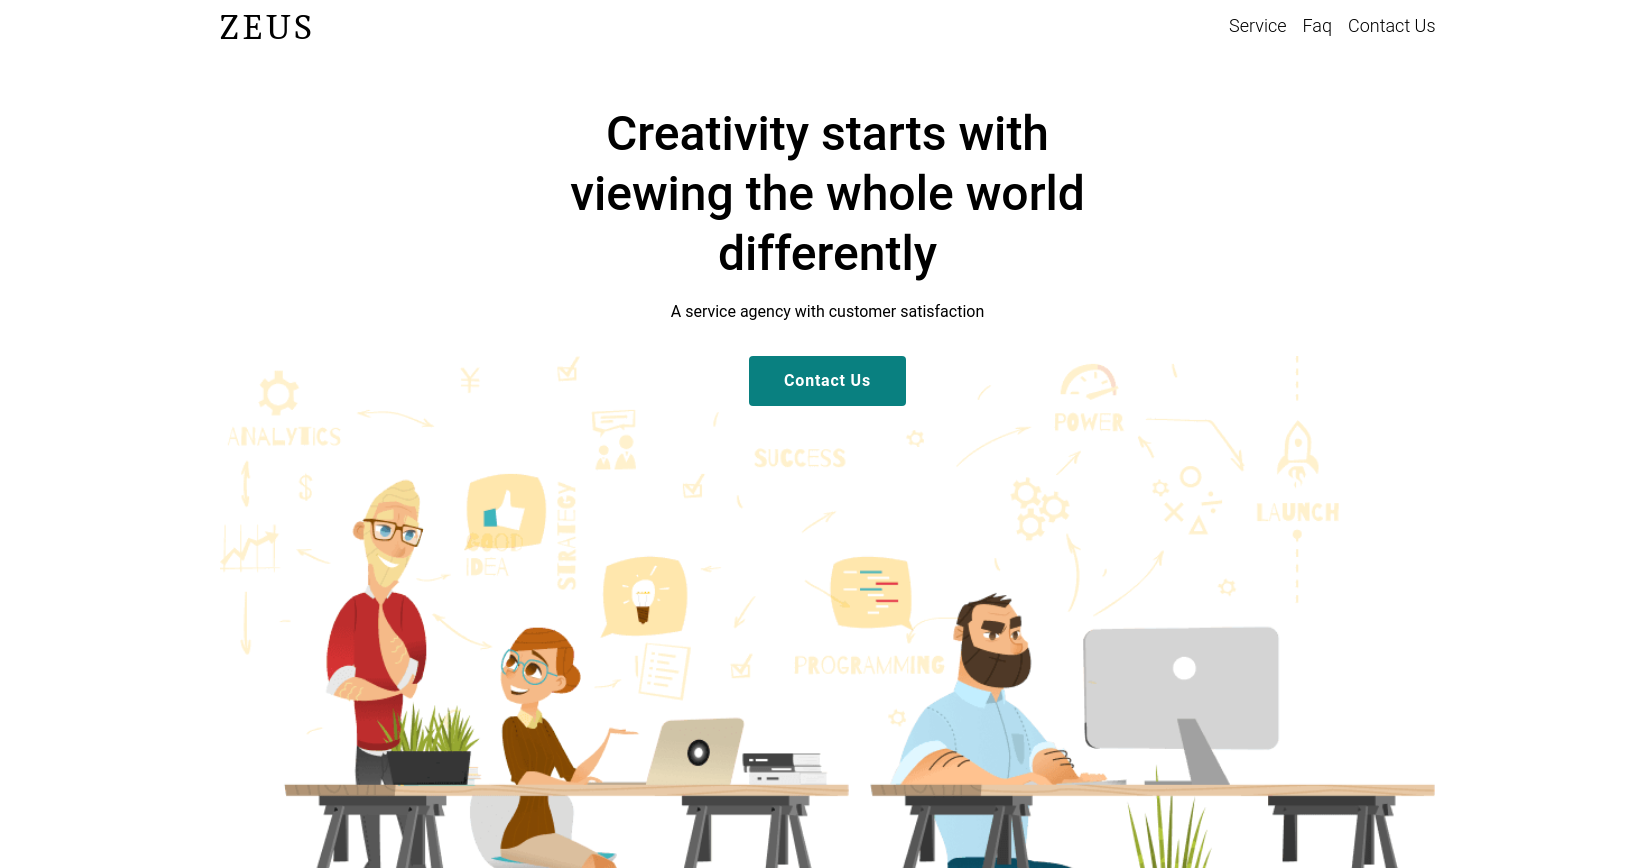 ZEUS
Service Faq Contact Us
Creativity starts with
viewing the whole world
differently
A service agency with customer satisfaction
Contact Us
¥
ANALYTICS
POWER
SUCCESS
$
STRATEGY
LAUNCH
GOOD
IDEA
PROGRAMMING